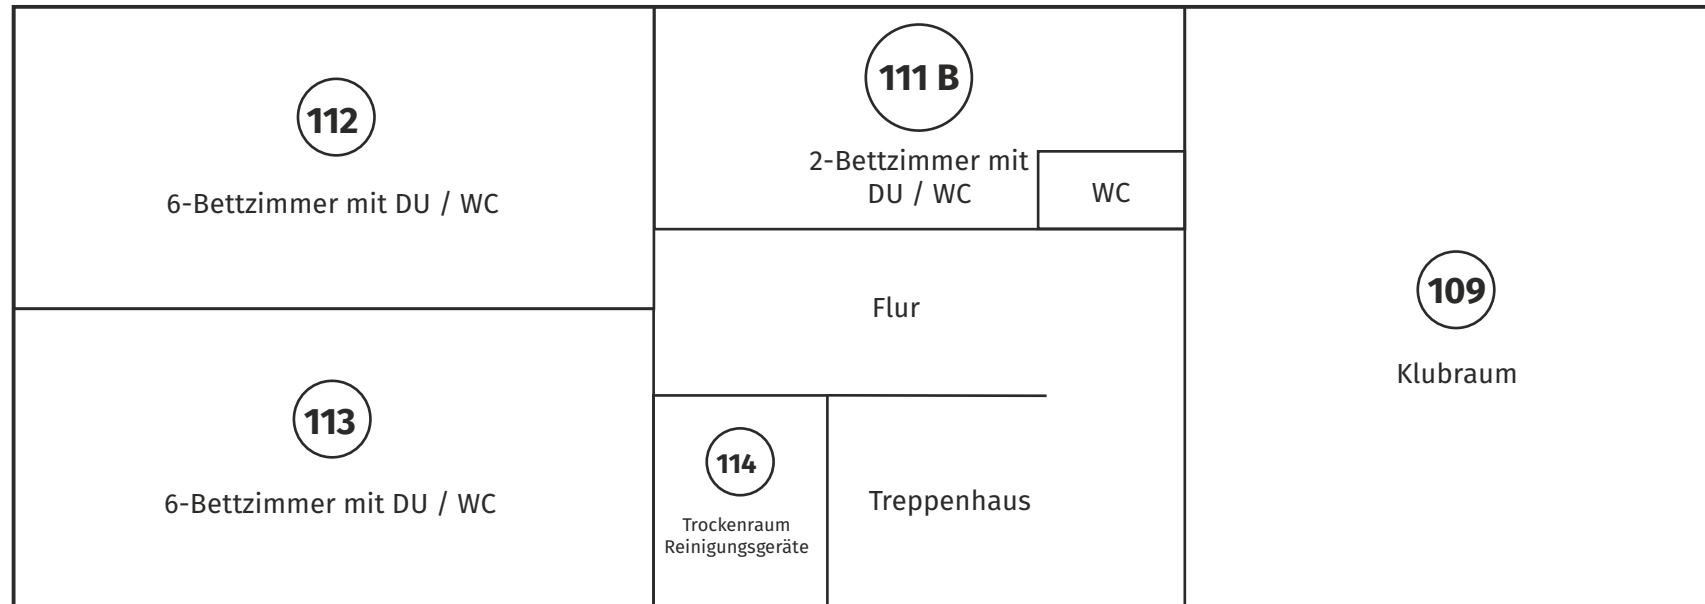 112
6-Bettzimmer mit DU / WC
111 B
2-Bettzimmer mit
DU / WC
WC
Flur
109
Klubraum
113
6-Bettzimmer mit DU / WC
114
Trockenraum
Reinigungsgeräte
Treppenhaus